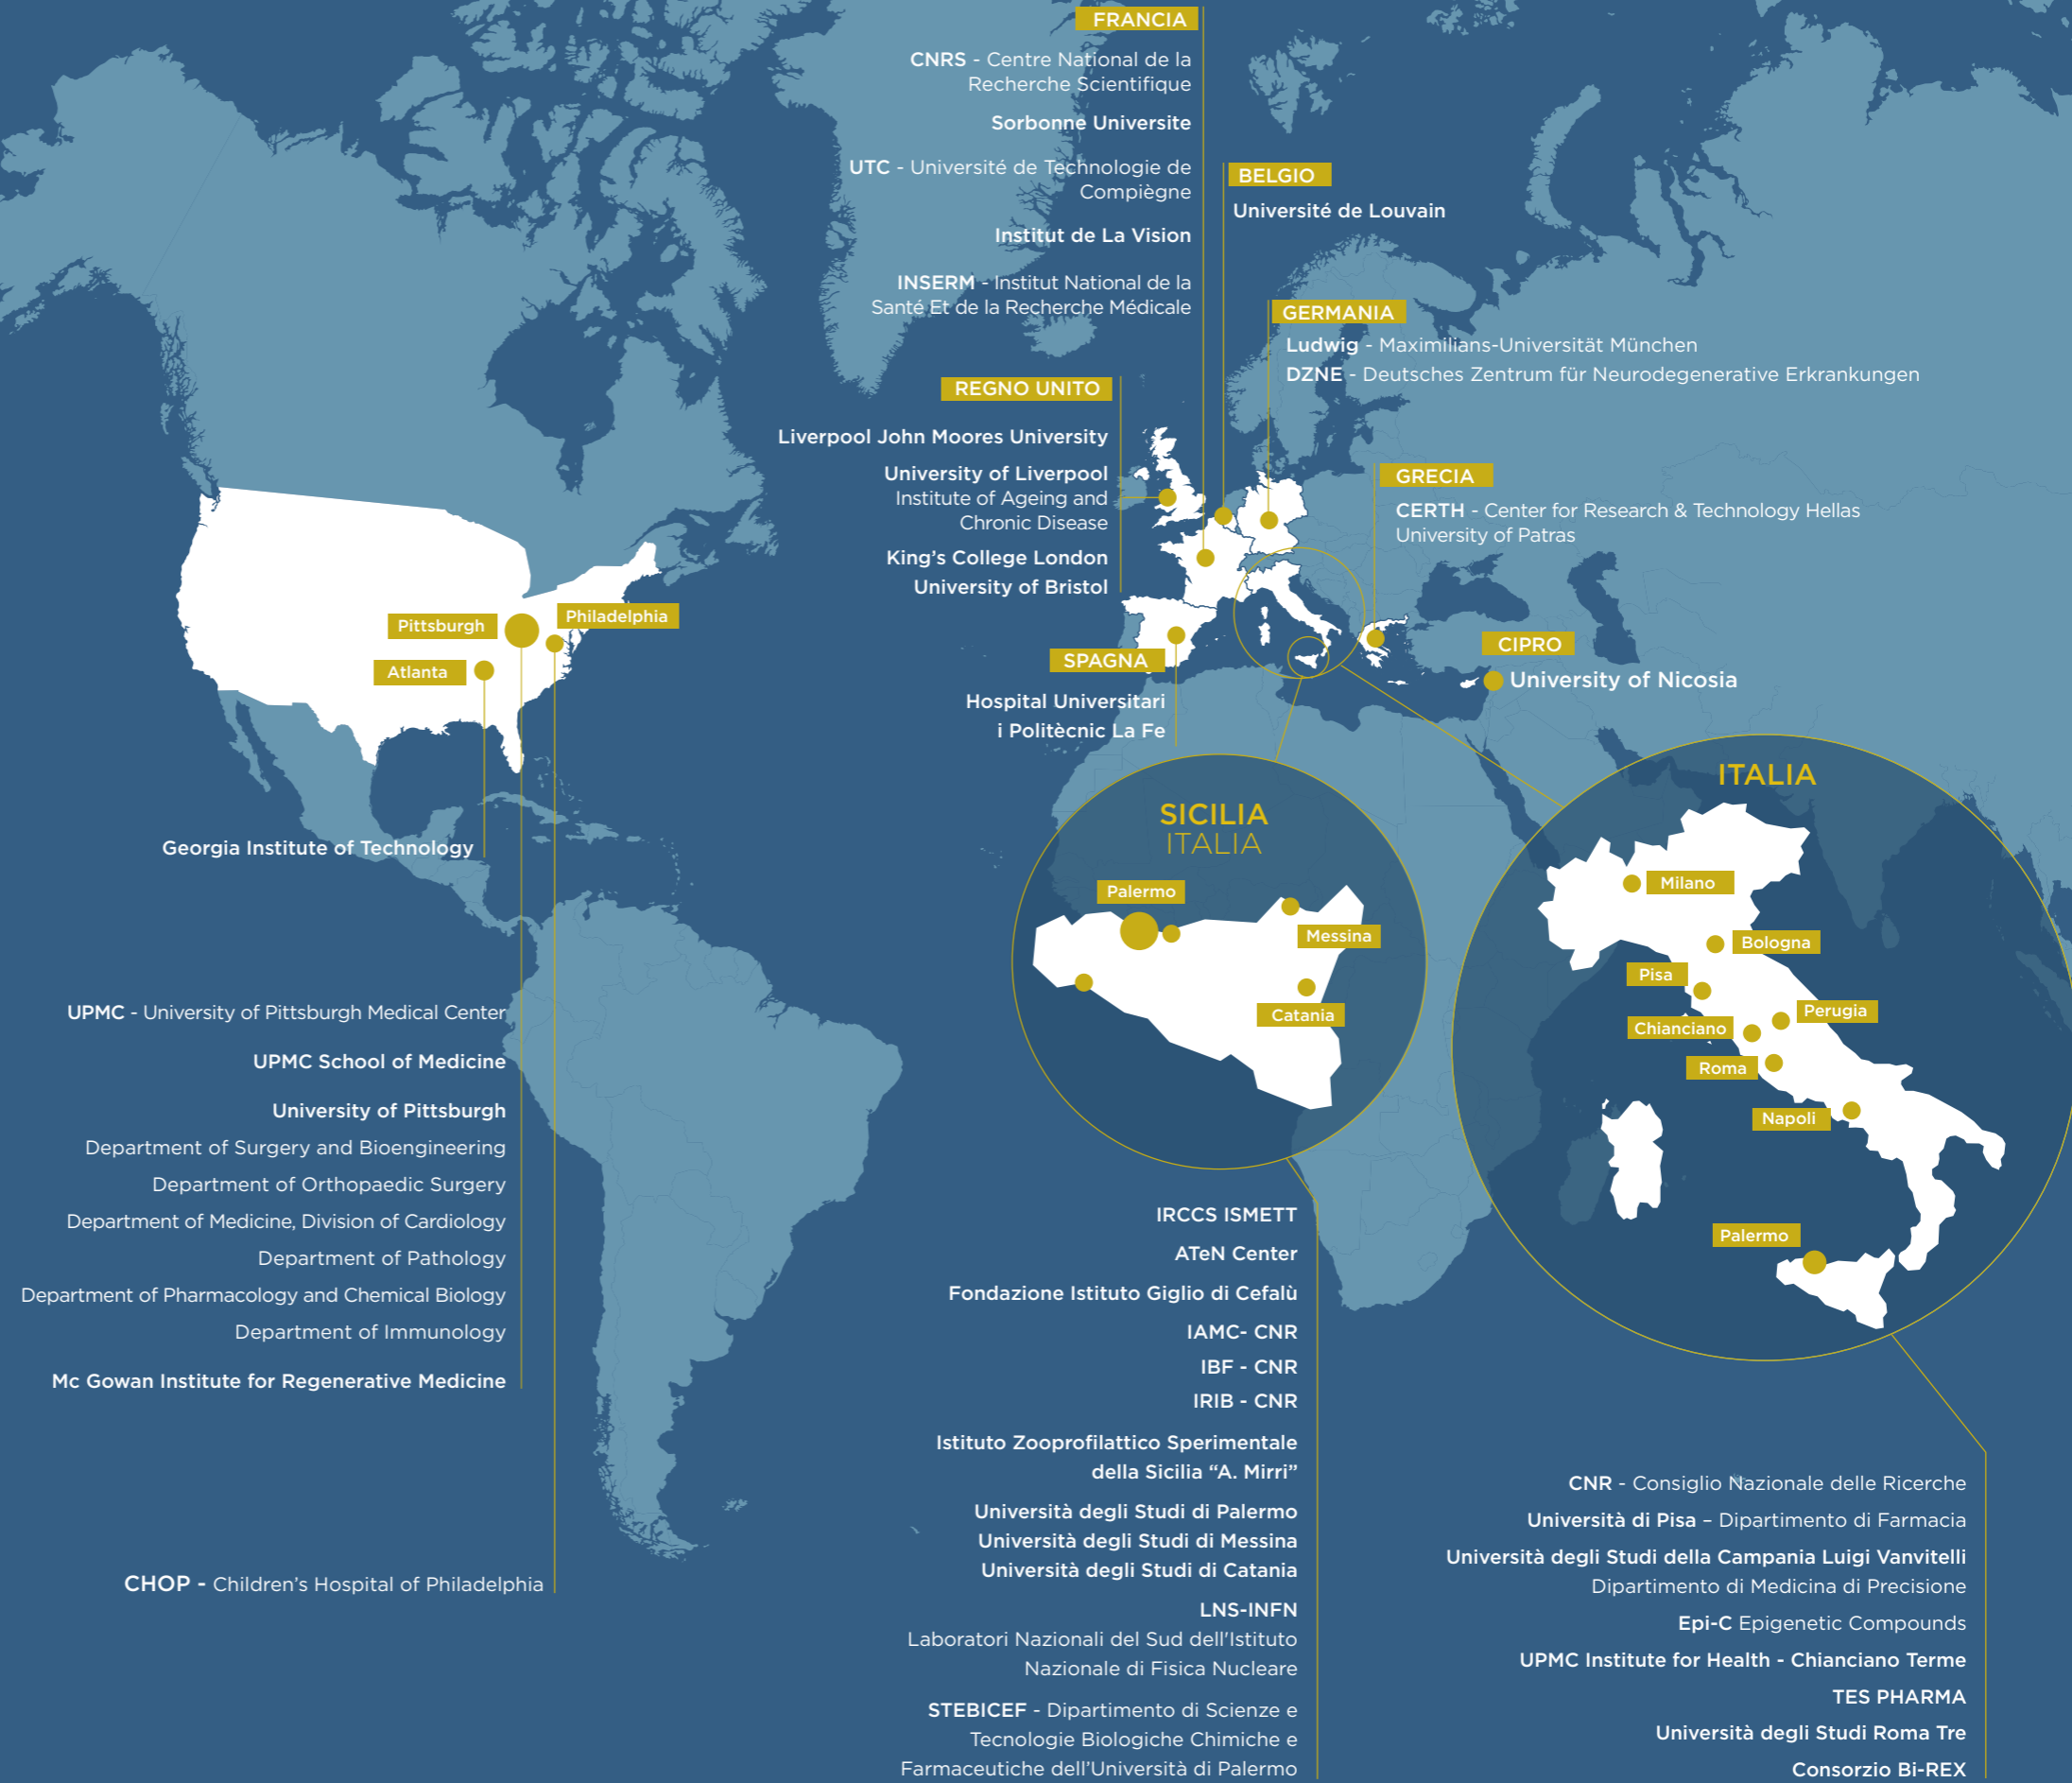 FRANCIA
CNRS - Centre National de la
Recherche Scientifique
Sorbonne Universite
UTC - Université de Technologie de
Compiègne
Institut de La Vision
INSERM - Institut National de la
Santé Et de la Recherche Médicale
BELGIO
Université de Louvain
GERMANIA
Ludwig - Maximilians-Universität München
DZNE - Deutsches Zentrum für Neurodegenerative Erkrankungen
REGNO UNITO
Liverpool John Moores University
University of Liverpool
Institute of Ageing and
Chronic Disease
King’s College London
University of Bristol
GRECIA
CERTH - Center for Research & Technology Hellas
University of Patras
SPAGNA
Hospital Universitari
i Politècnic La Fe
CIPRO
University of Nicosia
Pittsburgh
Philadelphia
Atlanta
Georgia Institute of Technology
UPMC - University of Pittsburgh Medical Center
UPMC School of Medicine
University of Pittsburgh
Department of Surgery and Bioengineering
Department of Orthopaedic Surgery
Department of Medicine, Division of Cardiology
Department of Pathology
Department of Pharmacology and Chemical Biology
Department of Immunology
Mc Gowan Institute for Regenerative Medicine
CHOP - Children’s Hospital of Philadelphia
SICILIA
ITALIA
Palermo
Messina
Catania
IRCCS ISMETT
ATeN Center
Fondazione Istituto Giglio di Cefalù
IAMC- CNR
IBF - CNR
IRIB - CNR
Istituto Zooprofilattico Sperimentale
della Sicilia “A. Mirri”
Università degli Studi di Palermo
Università degli Studi di Messina
Università degli Studi di Catania
LNS-INFN
Laboratori Nazionali del Sud dell'Istituto
Nazionale di Fisica Nucleare
STEBICEF - Dipartimento di Scienze e
Tecnologie Biologiche Chimiche e
Farmaceutiche dell’Università di Palermo
ITALIA
Milano
Bologna
Pisa
Perugia
Chianciano
Roma
Napoli
Palermo
CNR - Consiglio Nazionale delle Ricerche
Università di Pisa – Dipartimento di Farmacia
Università degli Studi della Campania Luigi Vanvitelli
Dipartimento di Medicina di Precisione
Epi-C Epigenetic Compounds
UPMC Institute for Health - Chianciano Terme
TES PHARMA
Università degli Studi Roma Tre
Consorzio Bi-REX